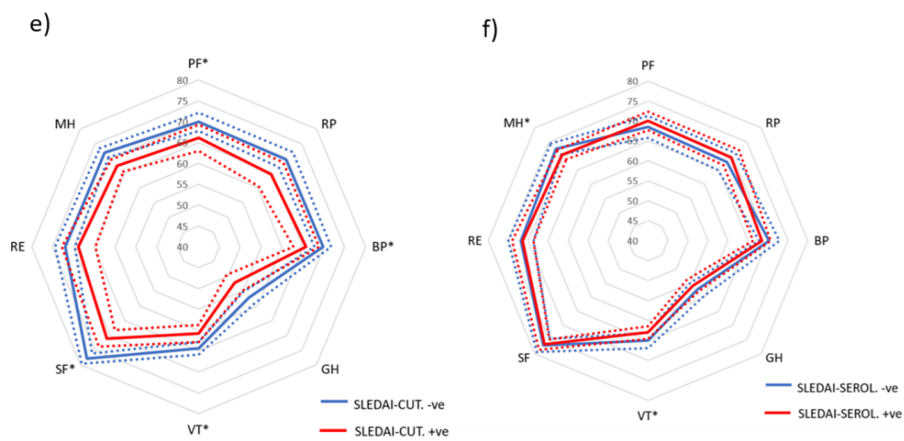 e)
PF*
80
75
70
65
60
55
50
45
40
MH
RP
RE
BP*
SF*
GH
VT*
SLEDAI-CUT. -ve
SLEDAI-CUT. +ve
f)
PF
80
75
70
65
60
55
50
45
40
MH*
RP
RE
BP
SF
GH
VT*
SLEDAI-SEROL. -ve
SLEDAI-SEROL. +ve